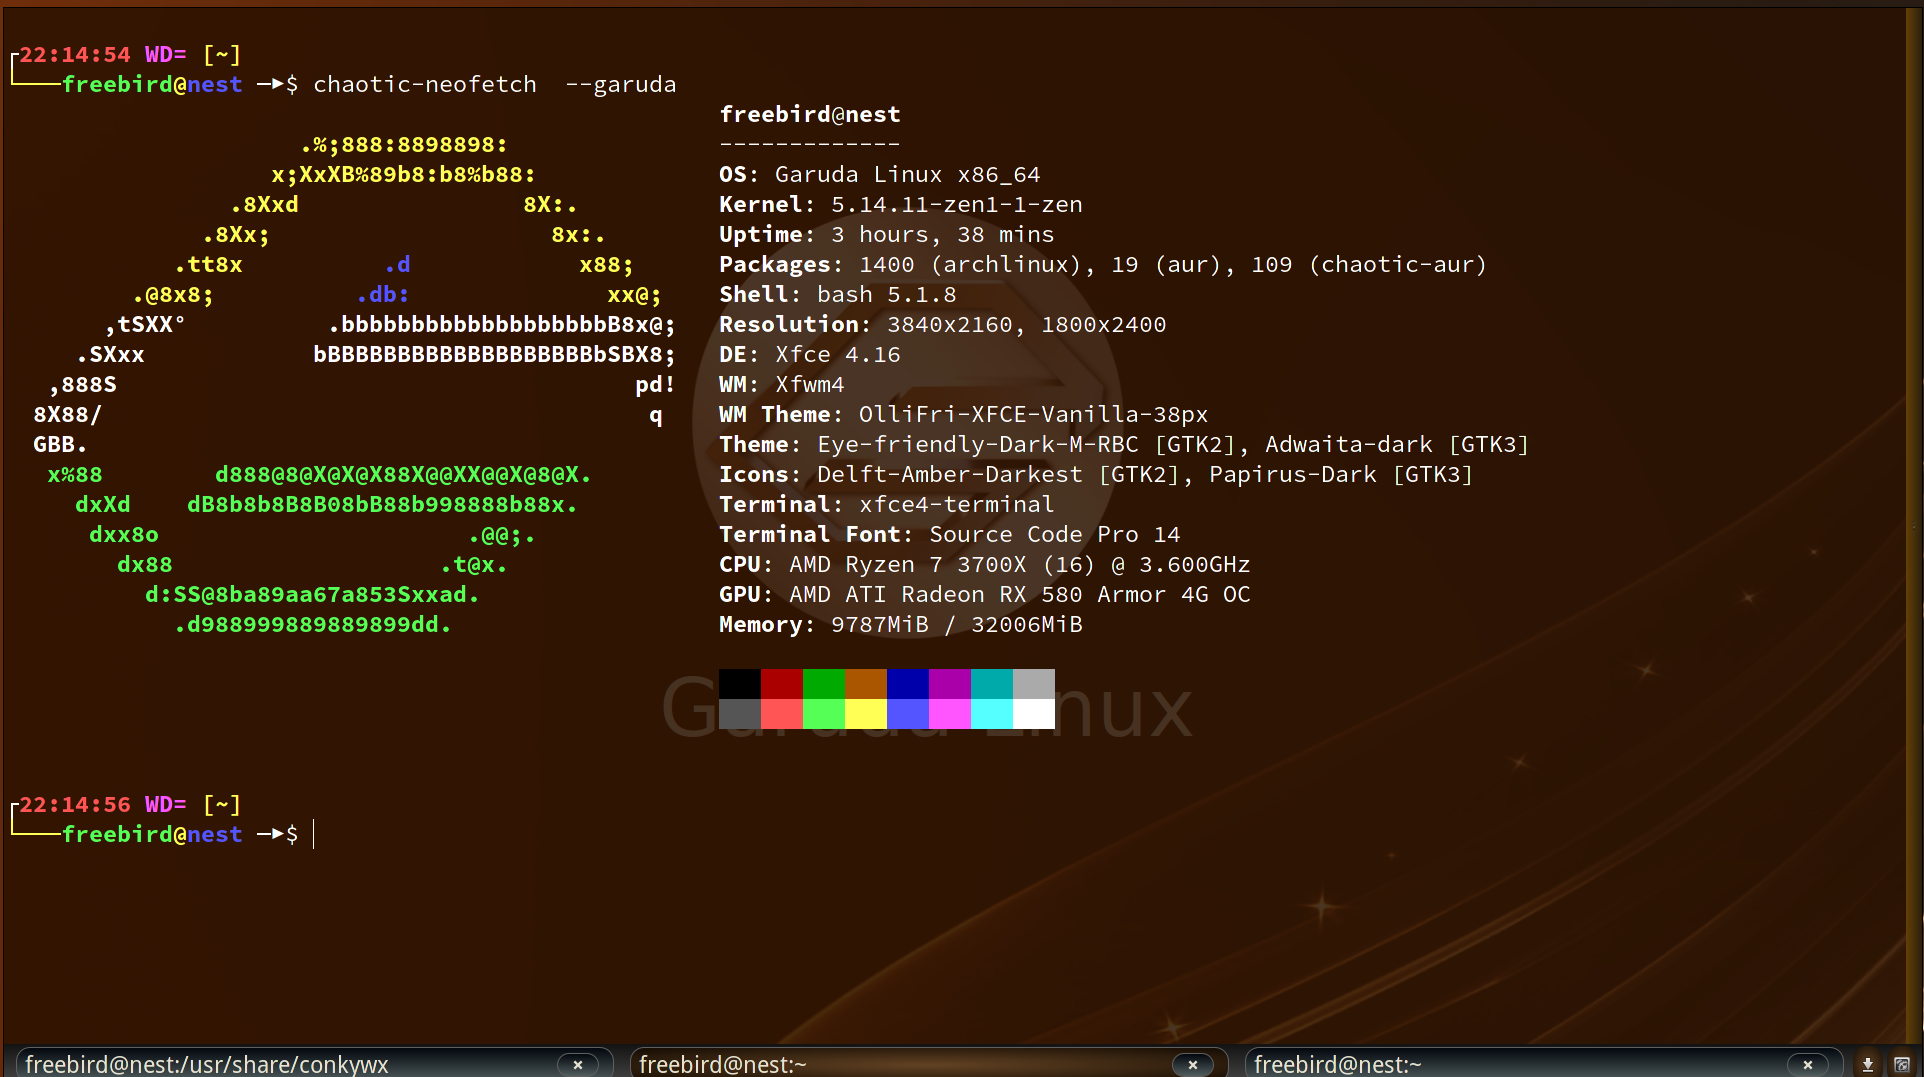 22:14:54 WD= [~]
freebird@nest —►$ chaotic-neofetch  --garuda
freebird@nest
-------------
.%;888:8898898:
OS: Garuda Linux x86_64
x;XxXB%89b8:b8%b88:
Kernel: 5.14.11-zen1-1-zen
.8Xxd 8X:.
Uptime: 3 hours, 38 mins
.8Xx; 8x:.
Packages: 1400 (archlinux), 19 (aur), 109 (chaotic-aur)
.tt8x .d x88;
Shell: bash 5.1.8
.@8x8; .db: xx@;
Resolution: 3840x2160, 1800x2400
,tSXX° .bbbbbbbbbbbbbbbbbbbB8x@;
DE: Xfce 4.16
.SXxx bBBBBBBBBBBBBBBBBBBBbSBX8;
WM: Xfwm4
,888S pd!
WM Theme: OlliFri-XFCE-Vanilla-38px
8X88/ q
Theme: Eye-friendly-Dark-M-RBC [GTK2], Adwaita-dark [GTK3]
GBB.
Icons: Delft-Amber-Darkest [GTK2], Papirus-Dark [GTK3]
x%88 d888@8@X@X@X88X@@XX@@X@8@X.
Terminal: xfce4-terminal
dxXd dB8b8b8B8B08bB88b998888b88x.
Terminal Font: Source Code Pro 14
dxx8o .@@;.
CPU: AMD Ryzen 7 3700X (16) @ 3.600GHz
dx88 .t@x.
GPU: AMD ATI Radeon RX 580 Armor 4G OC
d:SS@8ba89aa67a853Sxxad.
Memory: 9787MiB / 32006MiB
.d988999889889899dd.
Garuda Linux
22:14:56 WD= [~]
freebird@nest —►$
freebird@nest:/usr/share/conkywx
freebird@nest:~
freebird@nest:~